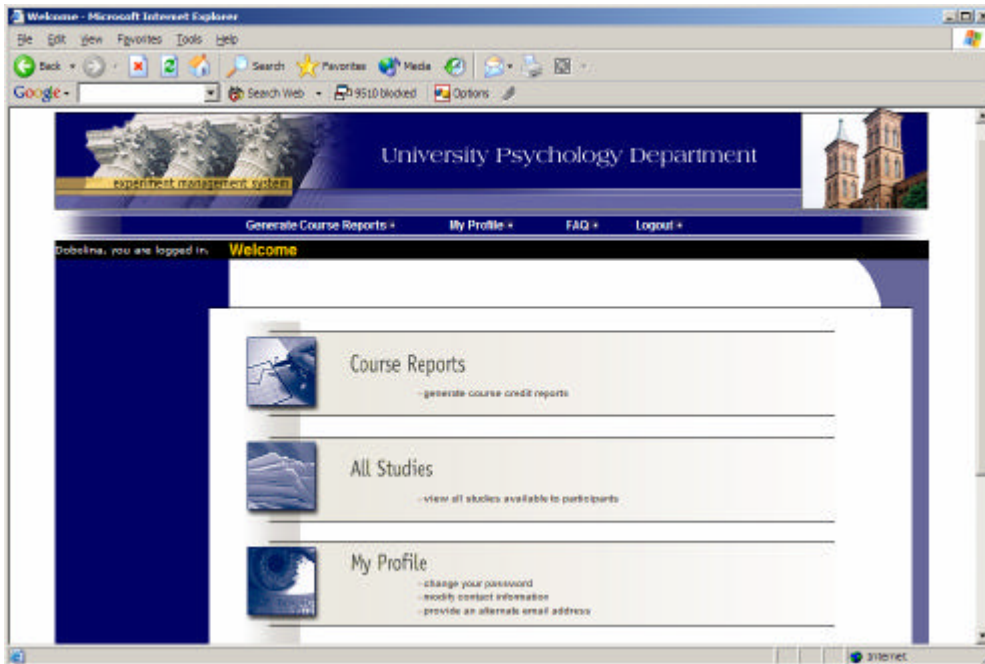 Welcome - Microsoft Internet Explorer
File Edit View Favorites Tools Help
Back Search Favorites Media
Google Search Web 9510 blocked Options
University Psychology Department
experiment management system
Generate Course Reports My Profile FAQ Logout
Dobolina, you are logged in. Welcome
Course Reports
- generate course credit reports
All Studies
- view all studies available to participants
My Profile
- change your password
- modify contact information
- provide an alternate email address
Internet